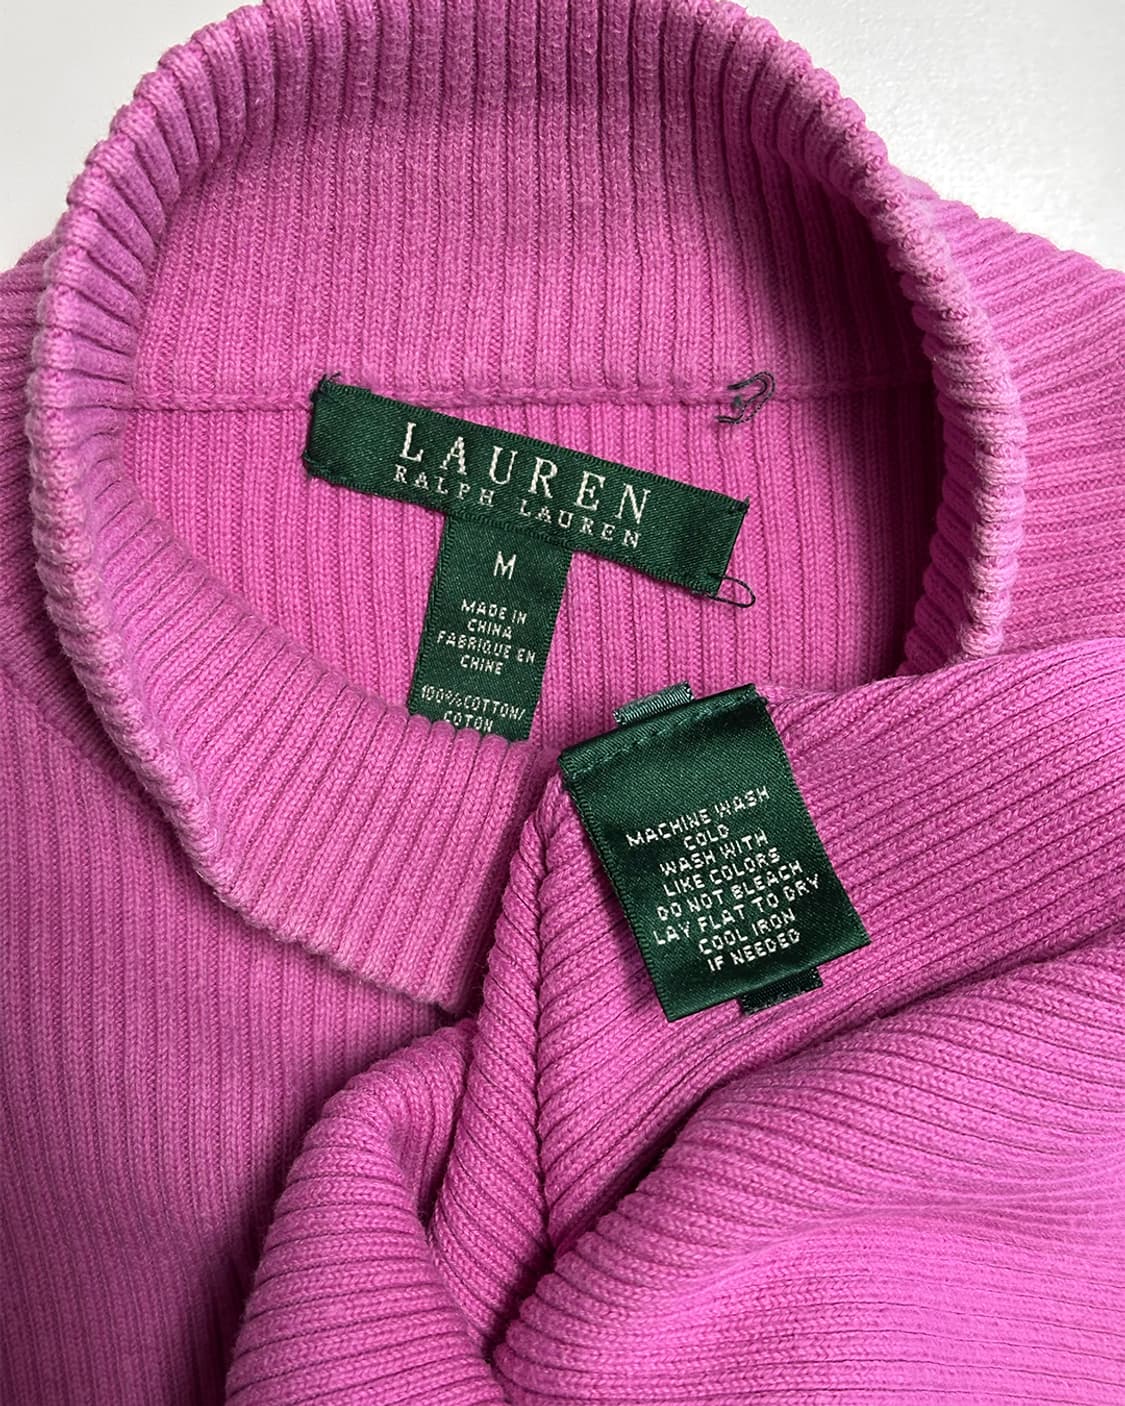 LAUREN
RALPH LAUREN
M
MADE IN
CHINA
FABRIQUE EN
CHINE
100%COTTON/
COTON
MACHINE WASH
COLD
WASH WITH
LIKE COLORS
DO NOT BLEACH
LAY FLAT TO DRY
COOL IRON
IF NEEDED